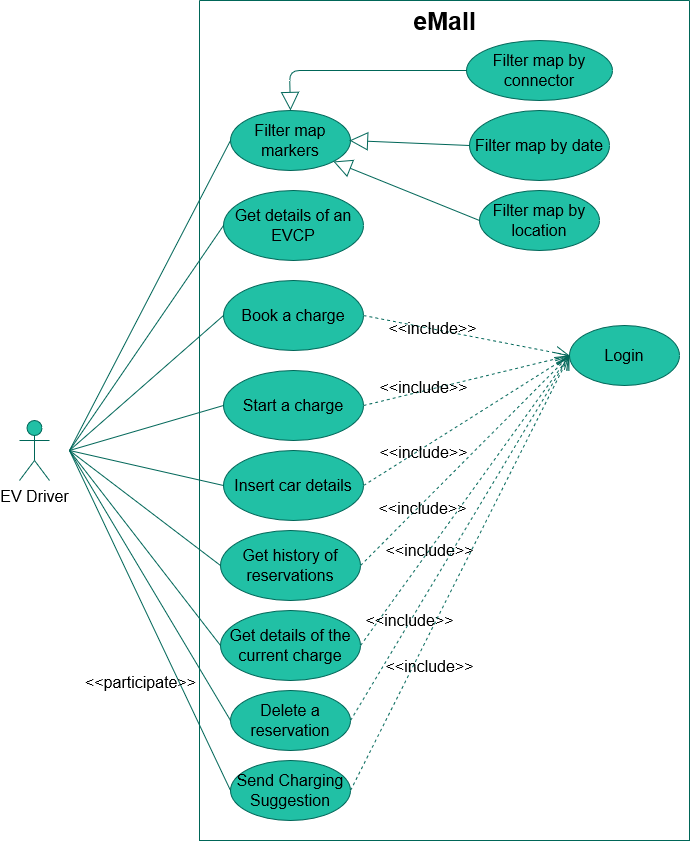 eMall
Filter map by
connector
Filter map
markers
Filter map by date
Filter map by
location
Get details of an
EVCP
Book a charge
<<include>>
Login
Start a charge
<<include>>
Insert car details
<<include>>
EV Driver
Get history of
reservations
<<include>>
<<include>>
Get details of the
current charge
<<include>>
<<participate>>
<<include>>
Delete a
reservation
Send Charging
Suggestion